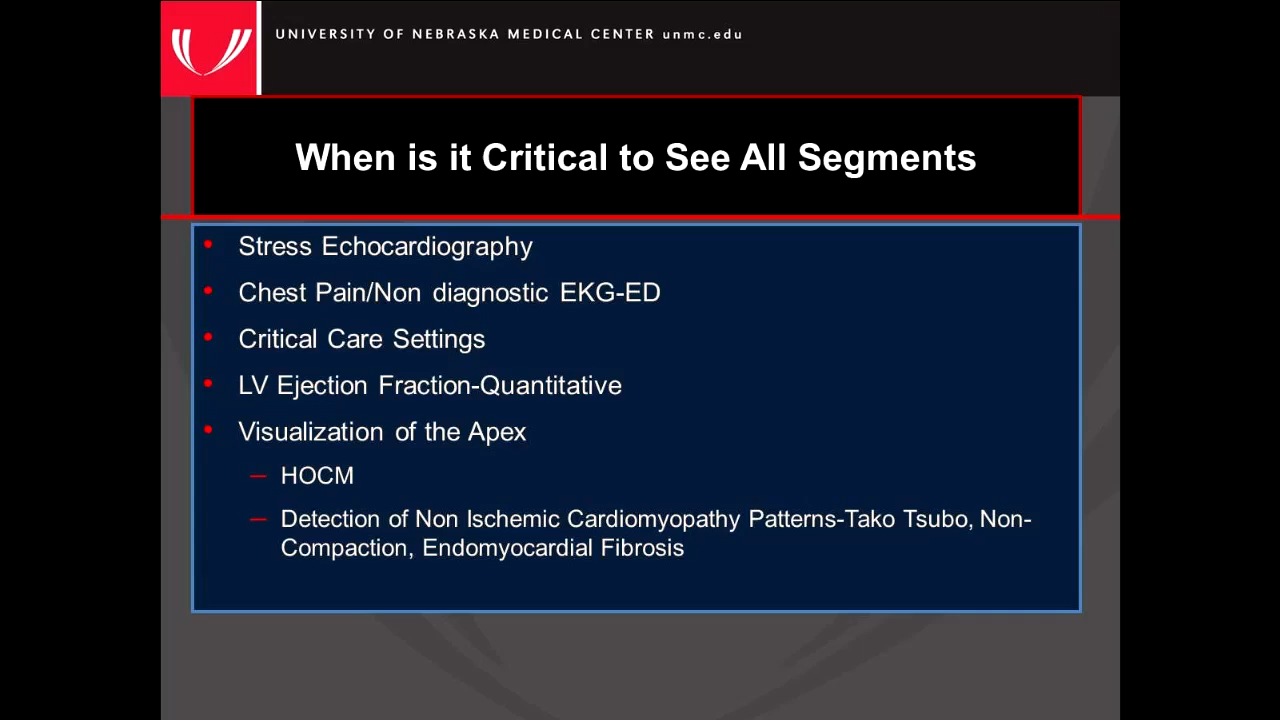 UNIVERSITY OF NEBRASKA MEDICAL CENTER unmc.edu
When is it Critical to See All Segments
• Stress Echocardiography
• Chest Pain/Non diagnostic EKG-ED
• Critical Care Settings
• LV Ejection Fraction-Quantitative
• Visualization of the Apex
– HOCM
– Detection of Non Ischemic Cardiomyopathy Patterns-Tako Tsubo, Non-
Compaction, Endomyocardial Fibrosis